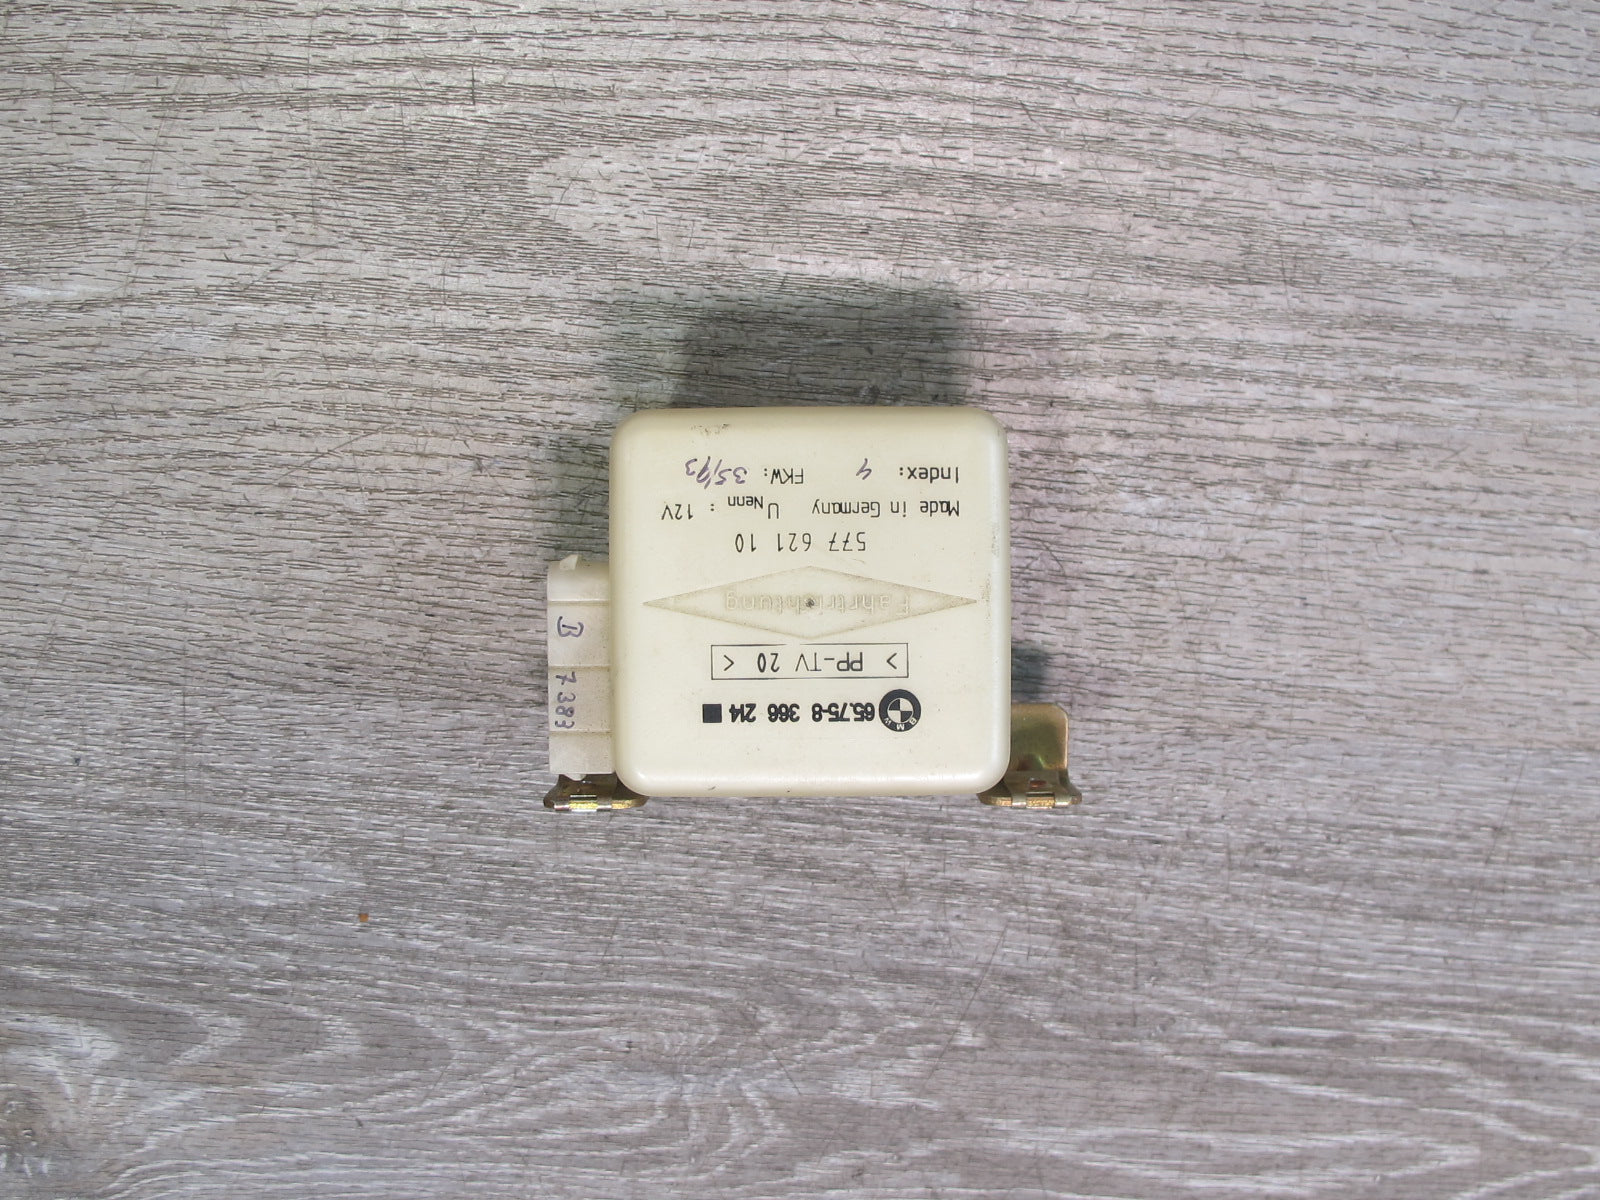 BMW 65.75-8 366 214
> PP-TV 20 <
Fahrtrichtung
577 621 10
Made in Germany U Nenn : 12V
Index: 4 FKW: 35/93
B 7383